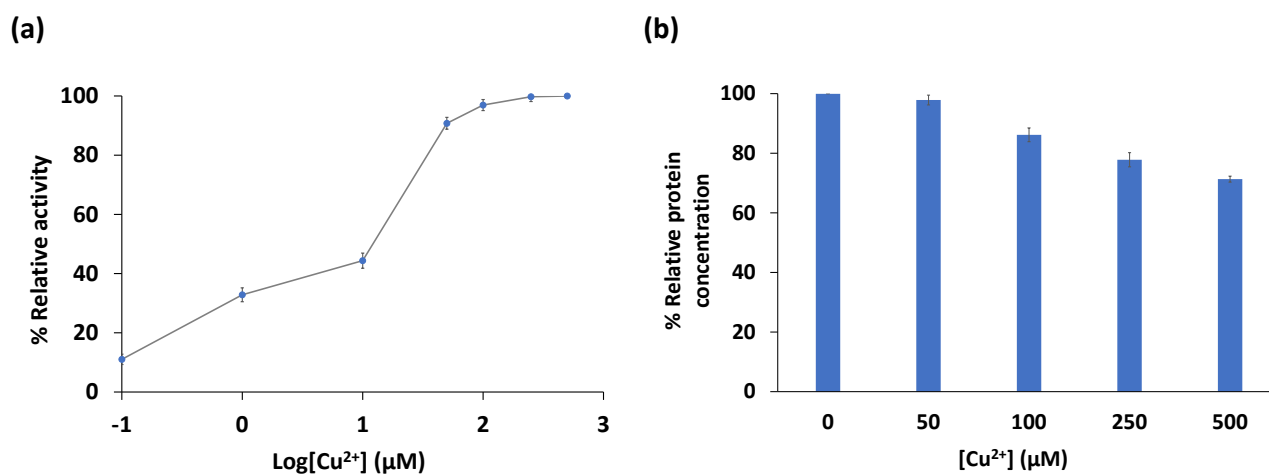 (a)
% Relative activity
100
80
60
40
20
0
-1 0 1 2 3
Log[Cu²⁺] (µM)
(b)
% Relative protein
concentration
100
80
60
40
20
0
0 50 100 250 500
[Cu²⁺] (µM)